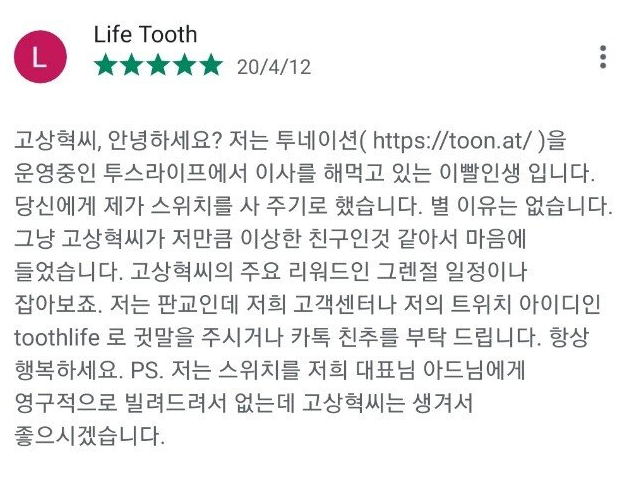 L
Life Tooth
20/4/12
고상혁씨, 안녕하세요? 저는 투네이션( https://toon.at/ )을
운영중인 투스라이프에서 이사를 해먹고 있는 이빨인생 입니다.
당신에게 제가 스위치를 사 주기로 했습니다. 별 이유는 없습니다.
그냥 고상혁씨가 저만큼 이상한 친구인것 같아서 마음에
들었습니다. 고상혁씨의 주요 리워드인 그렌절 일정이나
잡아보죠. 저는 판교인데 저희 고객센터나 저의 트위치 아이디인
toothlife 로 귓말을 주시거나 카톡 친추를 부탁 드립니다. 항상
행복하세요. PS. 저는 스위치를 저희 대표님 아드님에게
영구적으로 빌려드려서 없는데 고상혁씨는 생겨서
좋으시겠습니다.